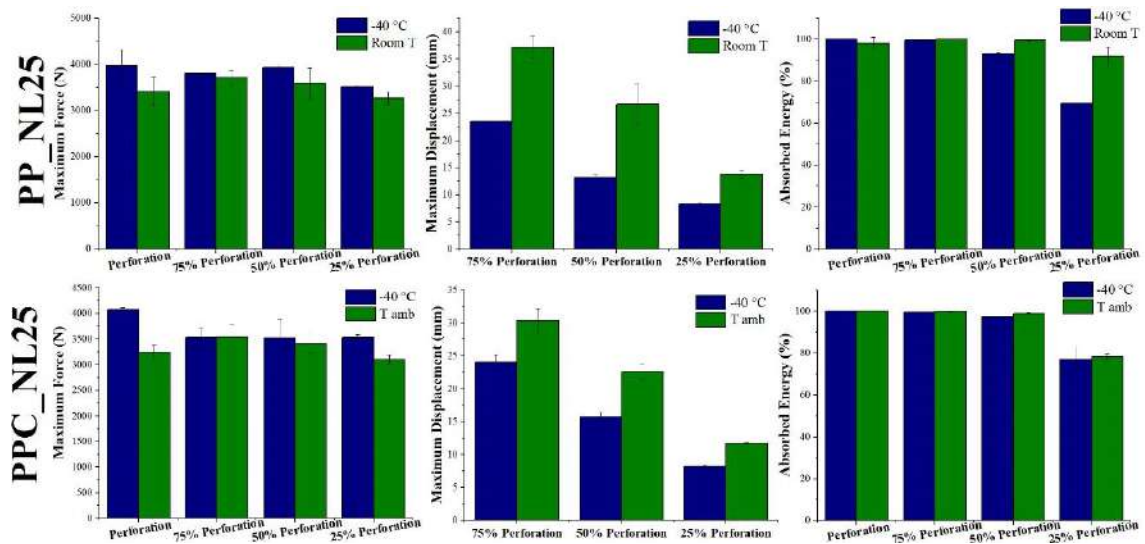 PP_NL25
Maximum Force (N)
5000
4000
3000
2000
1000
0
-40 °C
Room T
Perforation
75% Perforation
50% Perforation
25% Perforation
Maximum Displacement (mm)
40
35
30
25
20
15
10
5
0
-40 °C
Room T
75% Perforation
50% Perforation
25% Perforation
Absorbed Energy (%)
100
80
60
40
20
0
-40 °C
Room T
Perforation
75% Perforation
50% Perforation
25% Perforation
PPC_NL25
Maximum Force (N)
4500
4000
3500
3000
2500
2000
1500
1000
500
0
-40 °C
T amb
Perforation
75% Perforation
50% Perforation
25% Perforation
Maximum Displacement (mm)
35
30
25
20
15
10
5
0
-40 °C
T amb
75% Perforation
50% Perforation
25% Perforation
Absorbed Energy (%)
100
80
60
40
20
0
-40 °C
T amb
Perforation
75% Perforation
50% Perforation
25% Perforation